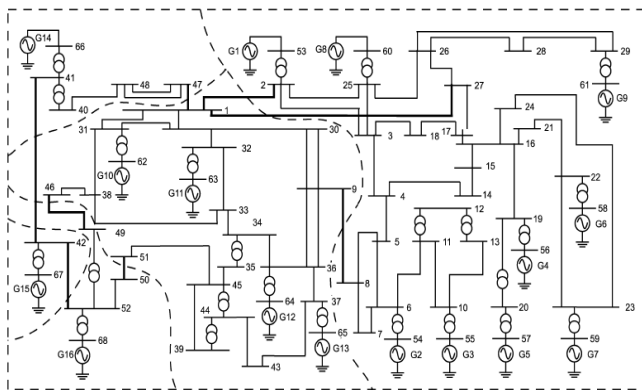 G14 66 G1 53 G8 60 26 28 29
41 48 47 2 25 27 61 G9
40 1 24
31 30 3 18 17 16 21
62 32 15
G10 63 22
46 38 G11 9 4 14 58
33 12 19 G6
49 34 56
42 51 5 11 13 G4
67 35 36 8
G15 50 45 64 37 6 10 20 23
52 44 G12 65 7 54 55 57 59
68 39 43 G13 G2 G3 G5 G7
G16